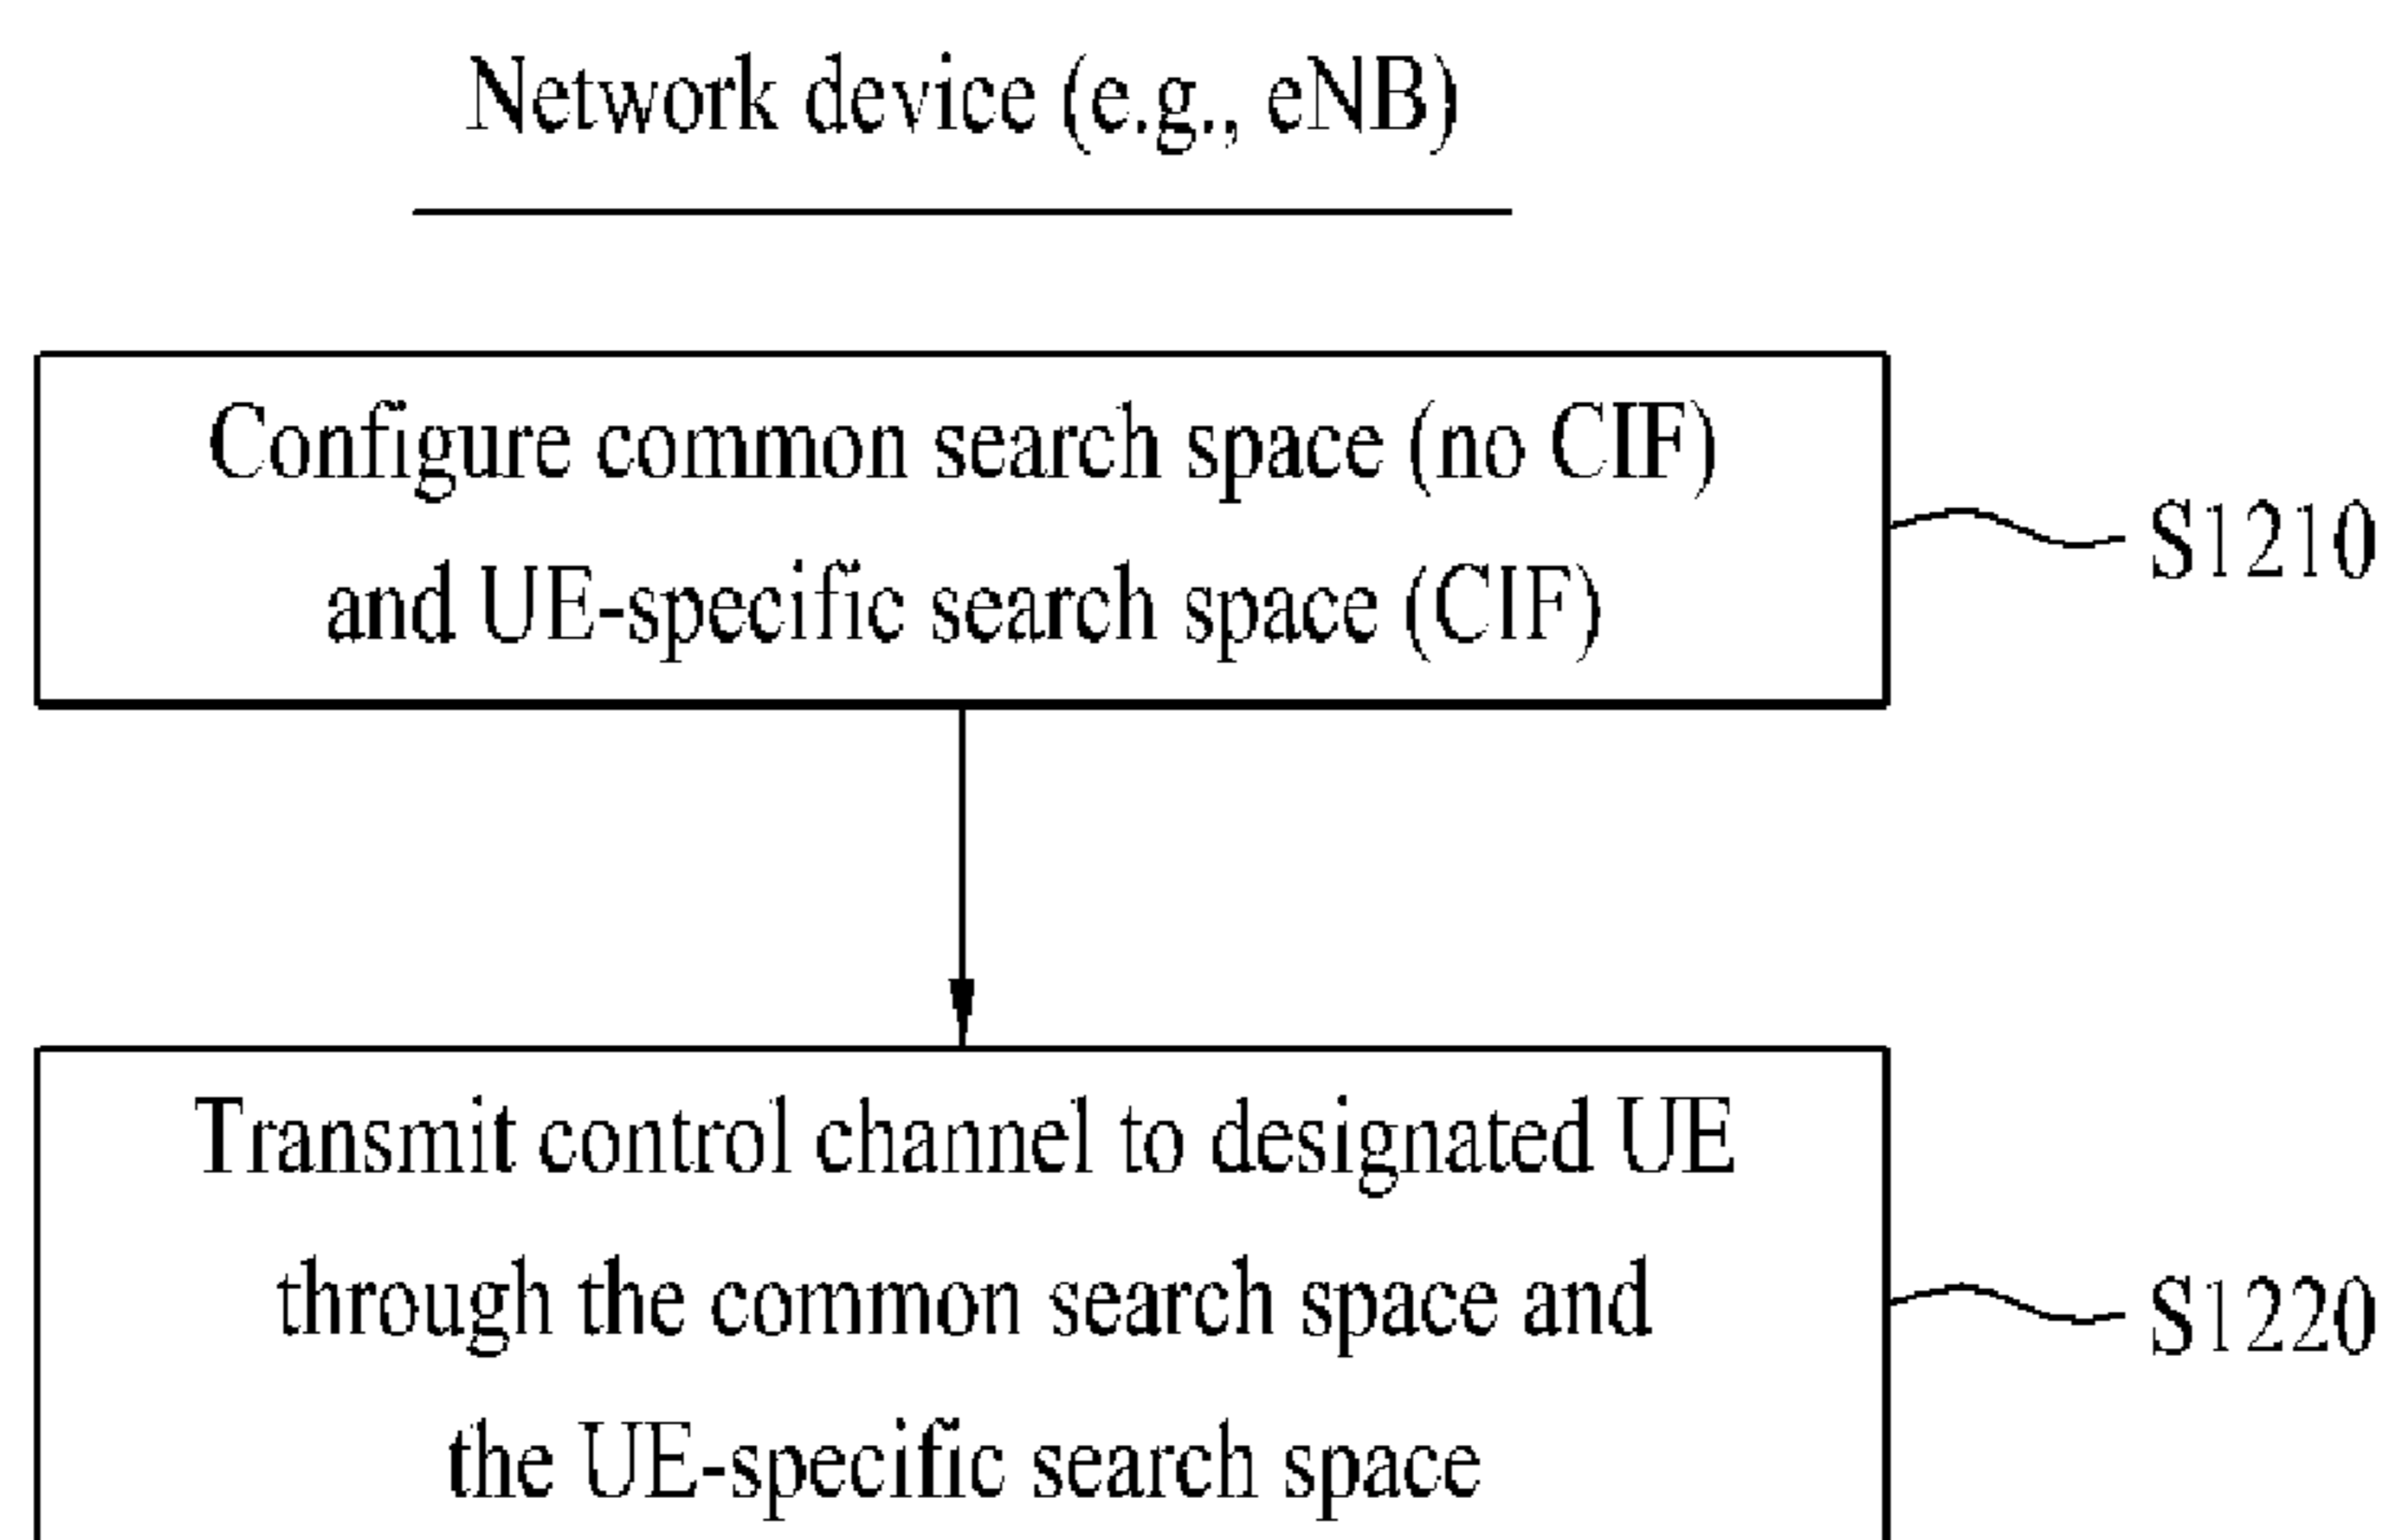 Network device (e.g., eNB)
Configure common search space (no CIF)
and UE-specific search space (CIF)
S1210
Transmit control channel to designated UE
through the common search space and
the UE-specific search space
S1220